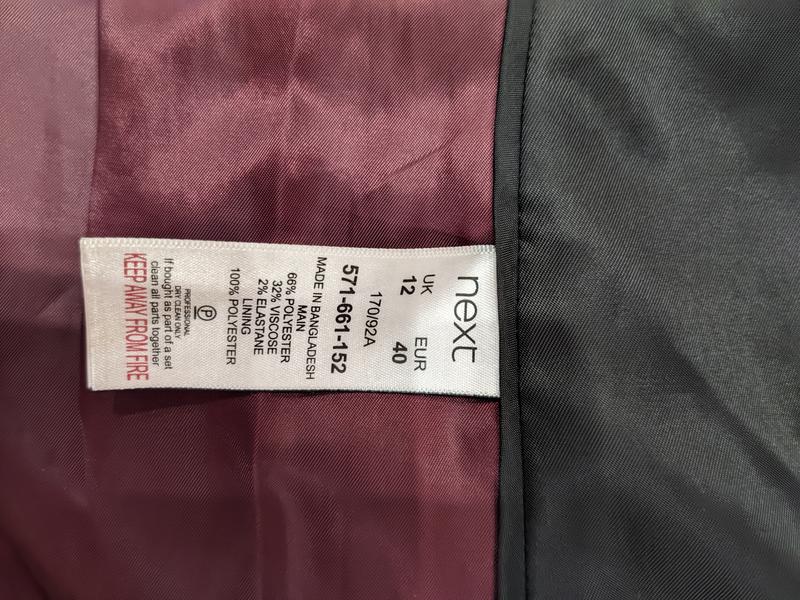 next
UK EUR
12 40
170/92A
571-661-152
MADE IN BANGLADESH
MAIN
66% POLYESTER
32% VISCOSE
2% ELASTANE
LINING
100% POLYESTER
P
PROFESSIONAL
DRY CLEAN ONLY
If bought as part of a set
clean all parts together
KEEP AWAY FROM FIRE